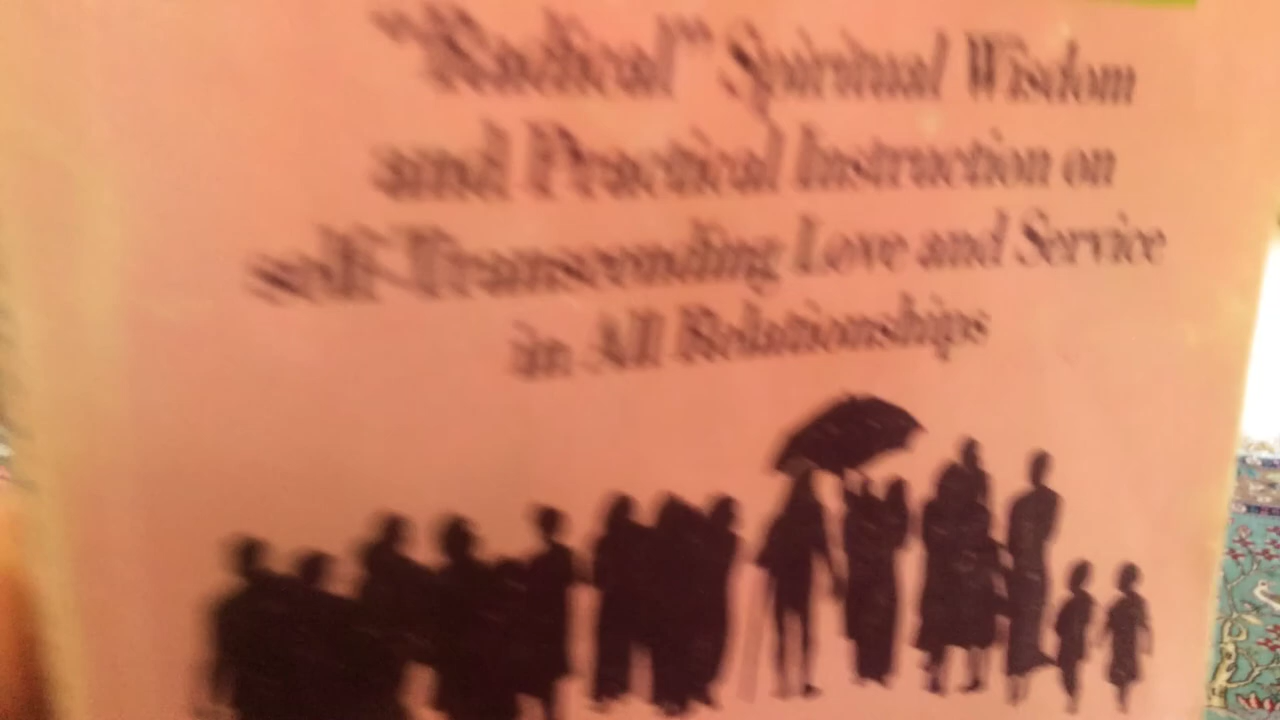 "Radical" Spiritual Wisdom
and Practical Instruction on
self-Transcending Love and Service
in All Relationships